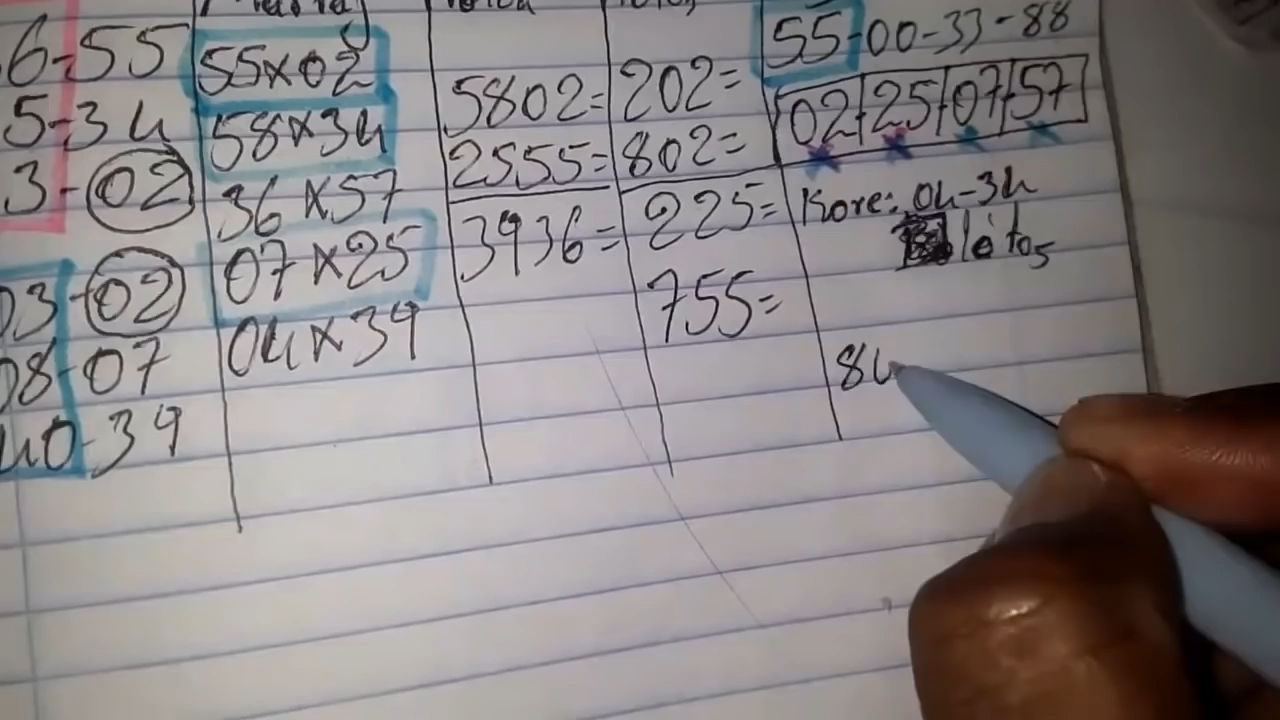 6-55
5-34
3-02
03-02
08-07
40-39
55x02
58x34
36x57
07x25
04x39
5802=
2555=
3936=
202=
802=
225=
755=
55-00-33-88
02 25 07 57
Kore: 04-34
létos
84